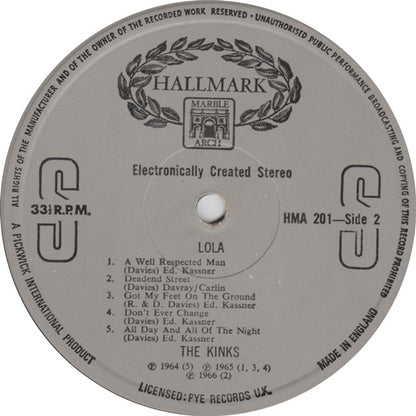 ALL RIGHTS OF THE MANUFACTURER AND OF THE OWNER OF THE RECORDED WORK RESERVED - UNAUTHORISED PUBLIC PERFORMANCE BROADCASTING AND COPYING OF THIS RECORD PROHIBITED
HALLMARK
MARBLE
ARCH
Electronically Created Stereo
33⅓ R.P.M.
HMA 201—Side 2
LOLA
1. A Well Respected Man
(Davies) Ed. Kassner
2. Deadend Street
(Davies) Davray/Carlin
3. Got My Feet On The Ground
(R. & D. Davies) Ed. Kassner
4. Don't Ever Change
(Davies) Ed. Kassner
5. All Day And All Of The Night
(Davies) Ed. Kassner
THE KINKS
℗ 1964 (5) ℗ 1965 (1, 3, 4)
℗ 1966 (2)
A PICKWICK INTERNATIONAL PRODUCT
LICENSED: PYE RECORDS U.K.
MADE IN ENGLAND